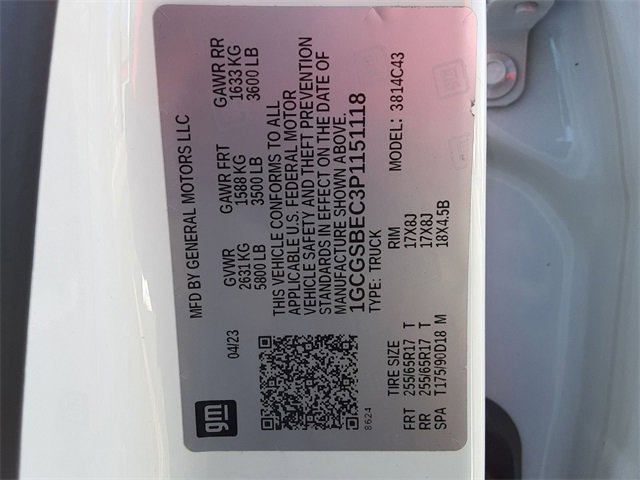 gm
MFD BY GENERAL MOTORS LLC
04/23 GVWR GAWR FRT GAWR RR
2631 KG 1588 KG 1633 KG
5800 LB 3500 LB 3600 LB
THIS VEHICLE CONFORMS TO ALL
APPLICABLE U.S. FEDERAL MOTOR
VEHICLE SAFETY AND THEFT PREVENTION
STANDARDS IN EFFECT ON THE DATE OF
MANUFACTURE SHOWN ABOVE.
1GCGSBEC3P1151118
8624 TYPE: TRUCK MODEL: 3814C43
TIRE SIZE RIM
FRT 255/65R17 T 17X8J
RR 255/65R17 T 17X8J
SPA T175/90D18 M 18X4.5B